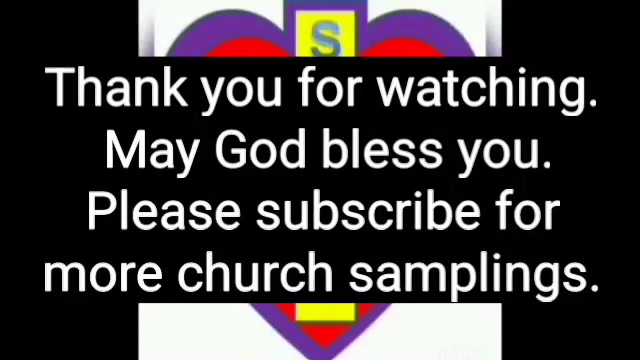 S
Thank you for watching.
May God bless you.
Please subscribe for
more church samplings.